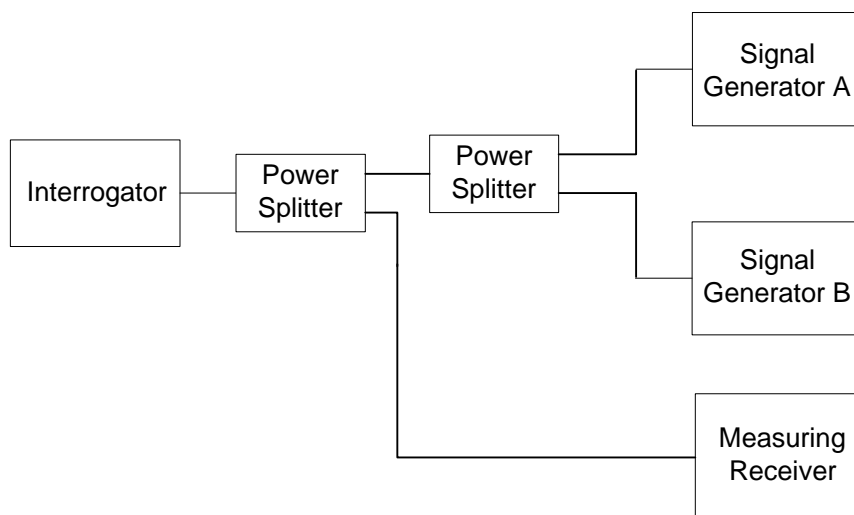 Signal
Generator A
Interrogator
Power
Splitter
Power
Splitter
Signal
Generator B
Measuring
Receiver